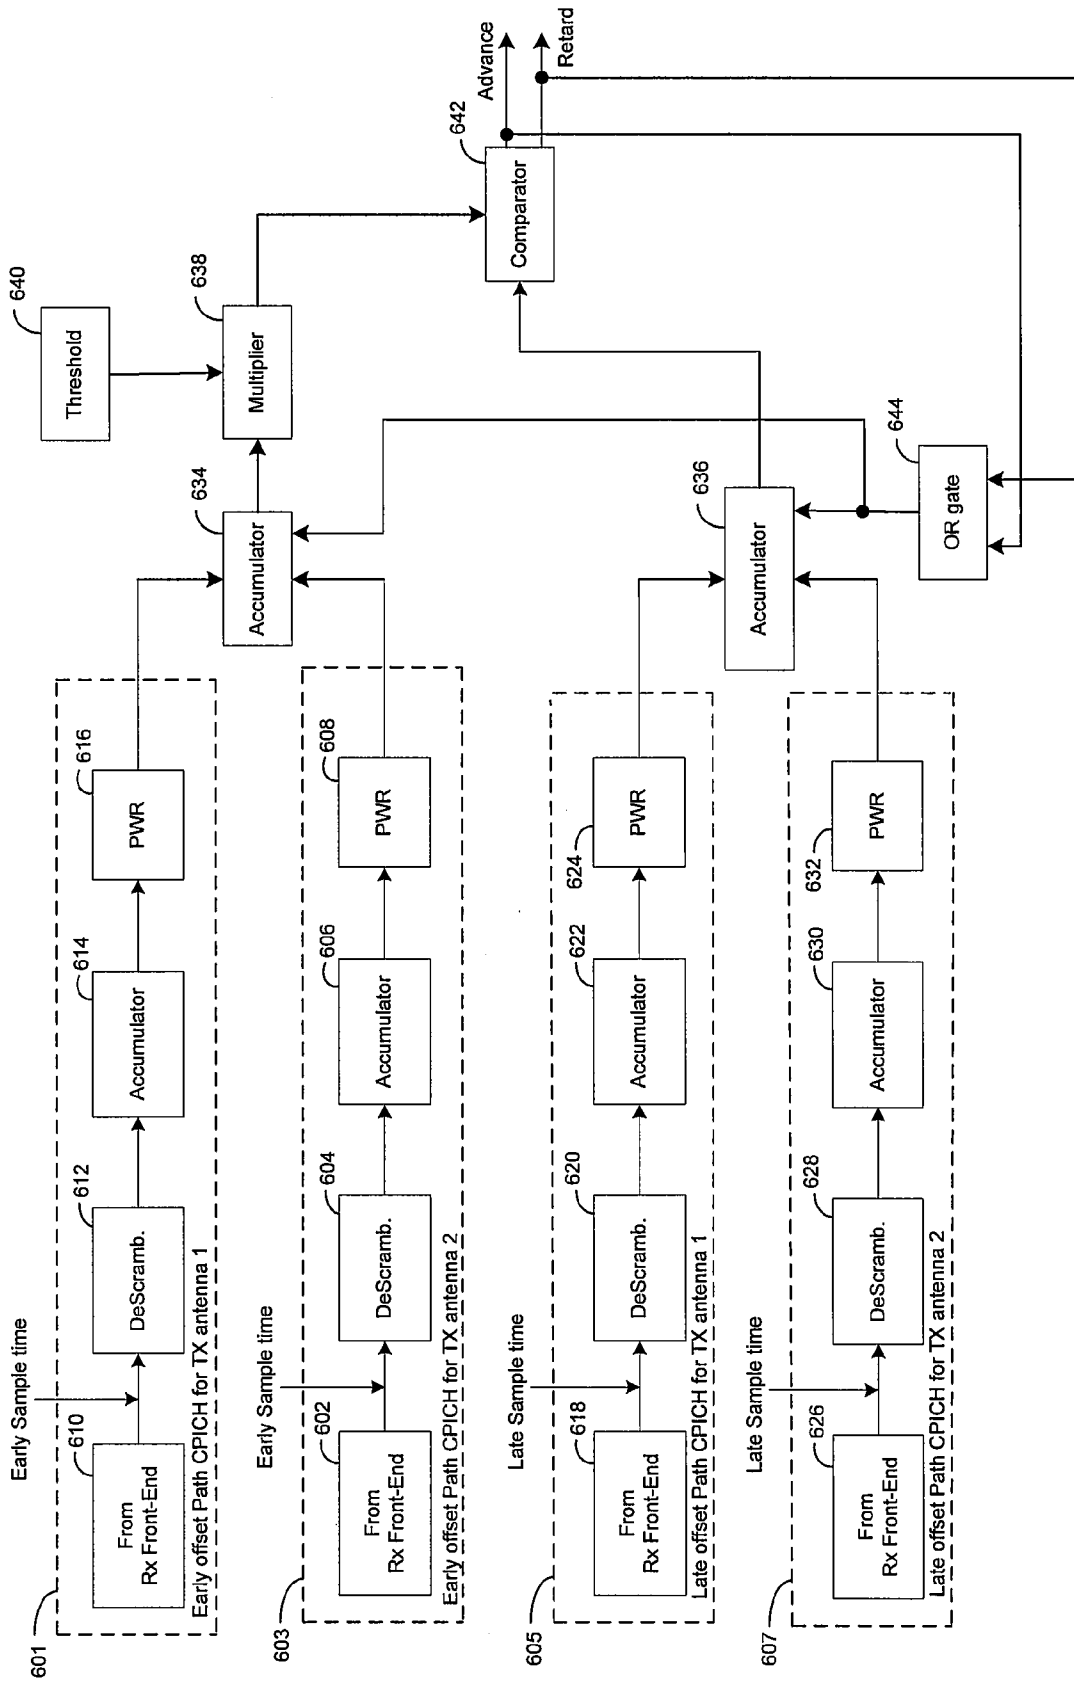 Early Sample time
601
610
From
Rx Front-End
612
DeScramb.
614
Accumulator
616
PWR
Early offset Path CPICH for TX antenna 1
Early Sample time
603
602
From
Rx Front-End
604
DeScramb.
606
Accumulator
608
PWR
Early offset Path CPICH for TX antenna 2
Late Sample time
605
618
From
Rx Front-End
620
DeScramb.
622
Accumulator
624
PWR
Late offset Path CPICH for TX antenna 1
Late Sample time
607
626
From
Rx Front-End
628
DeScramb.
630
Accumulator
632
PWR
Late offset Path CPICH for TX antenna 2
634
Accumulator
636
Accumulator
640
Threshold
638
Multiplier
642
Comparator
644
OR gate
Advance
Retard